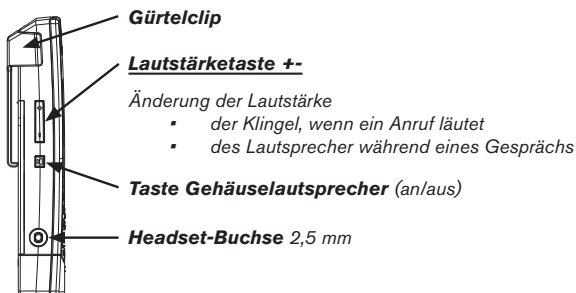 Gürtelclip
Lautstärketaste +-
Änderung der Lautstärke
▪ der Klingel, wenn ein Anruf läutet
▪ des Lautsprecher während eines Gesprächs
Taste Gehäuselautsprecher (an/aus)
Headset-Buchse 2,5 mm